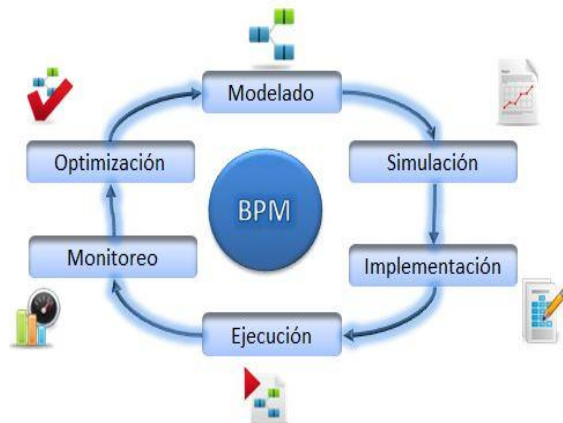 Modelado
Optimización
Simulación
BPM
Monitoreo
Implementación
Ejecución